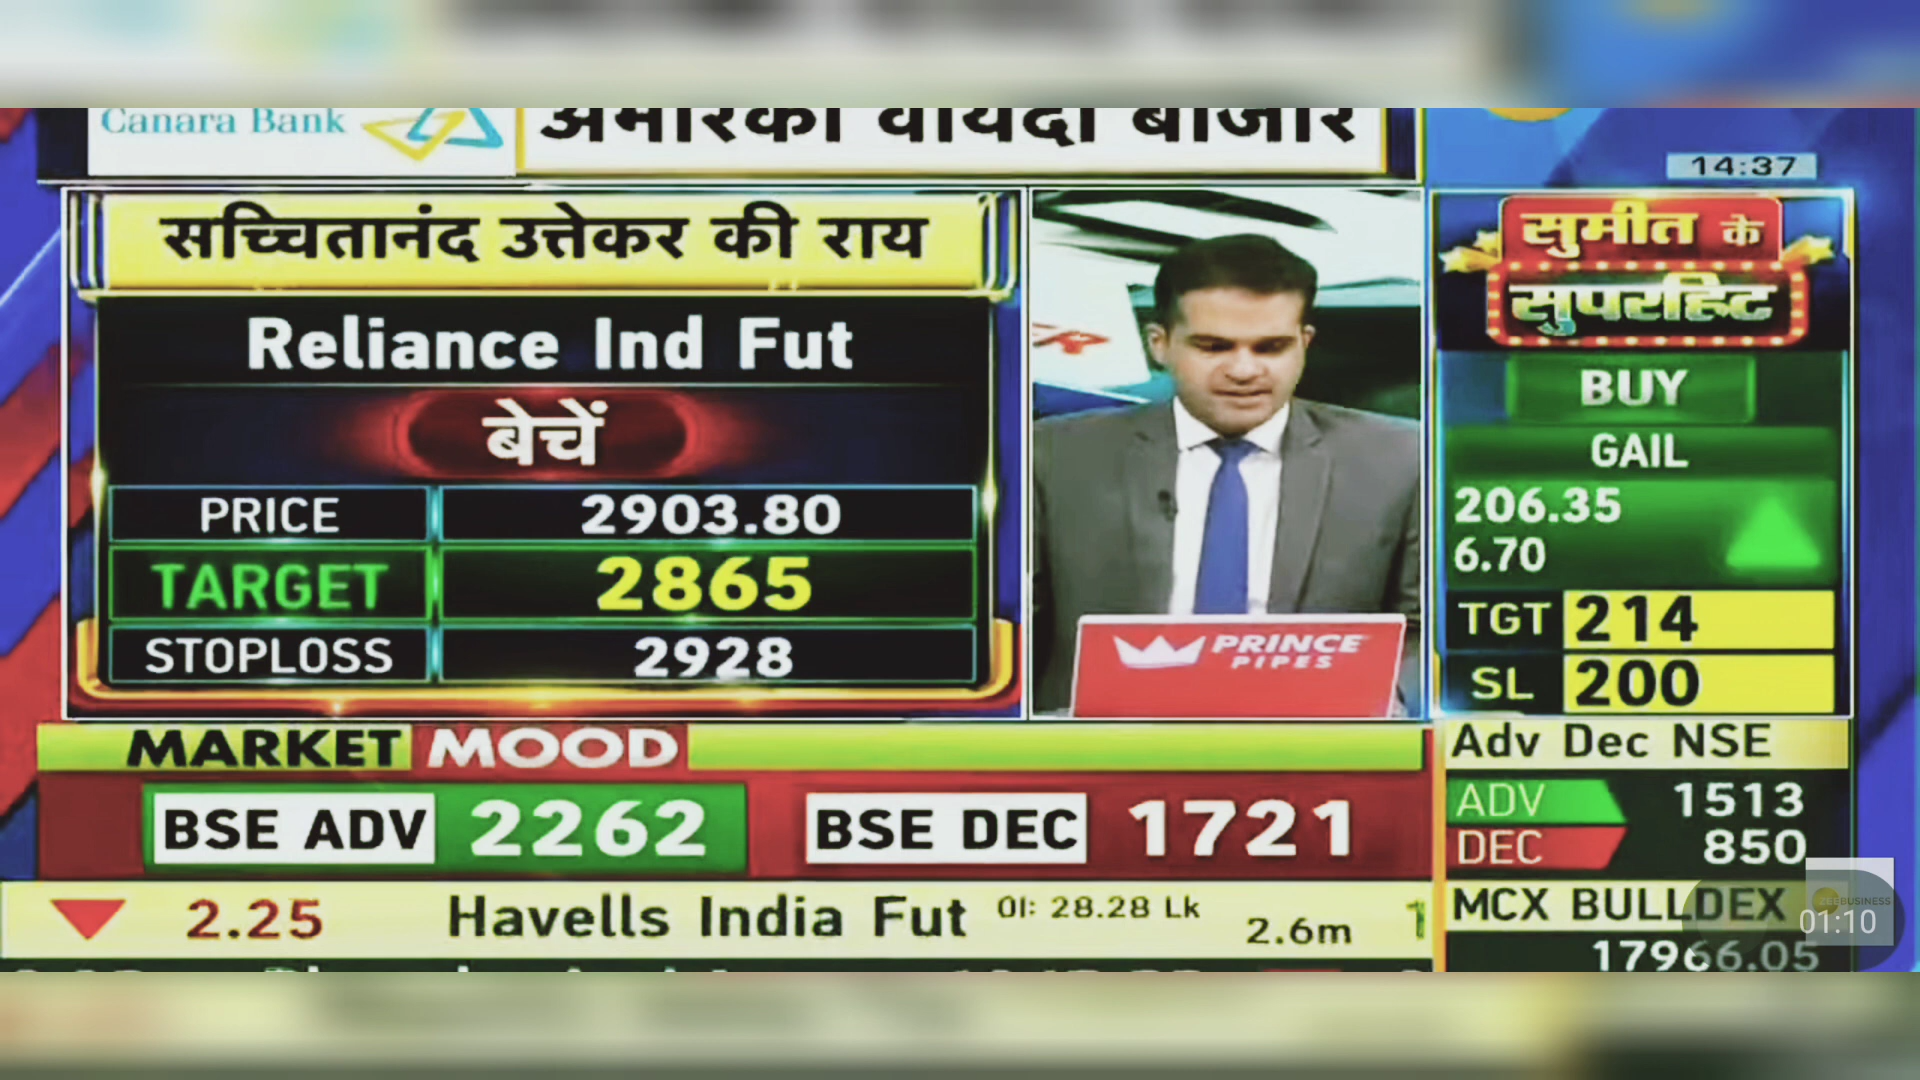 Canara Bank
अमेरिकी वायदा बाजार
14:37
सच्चितानंद उत्तेकर की राय
Reliance Ind Fut
बेचें
PRICE 2903.80
TARGET 2865
STOPLOSS 2928
PRINCE
PIPES
सुमीत के
सुपरहिट
BUY
GAIL
206.35
6.70
TGT 214
SL 200
MARKET MOOD
BSE ADV 2262 BSE DEC 1721
Adv Dec NSE
ADV 1513
DEC 850
2.25 Havells India Fut OI: 28.28 Lk 2.6m
MCX BULLDEX
17966.05
ZEEBUSINESS
01:10